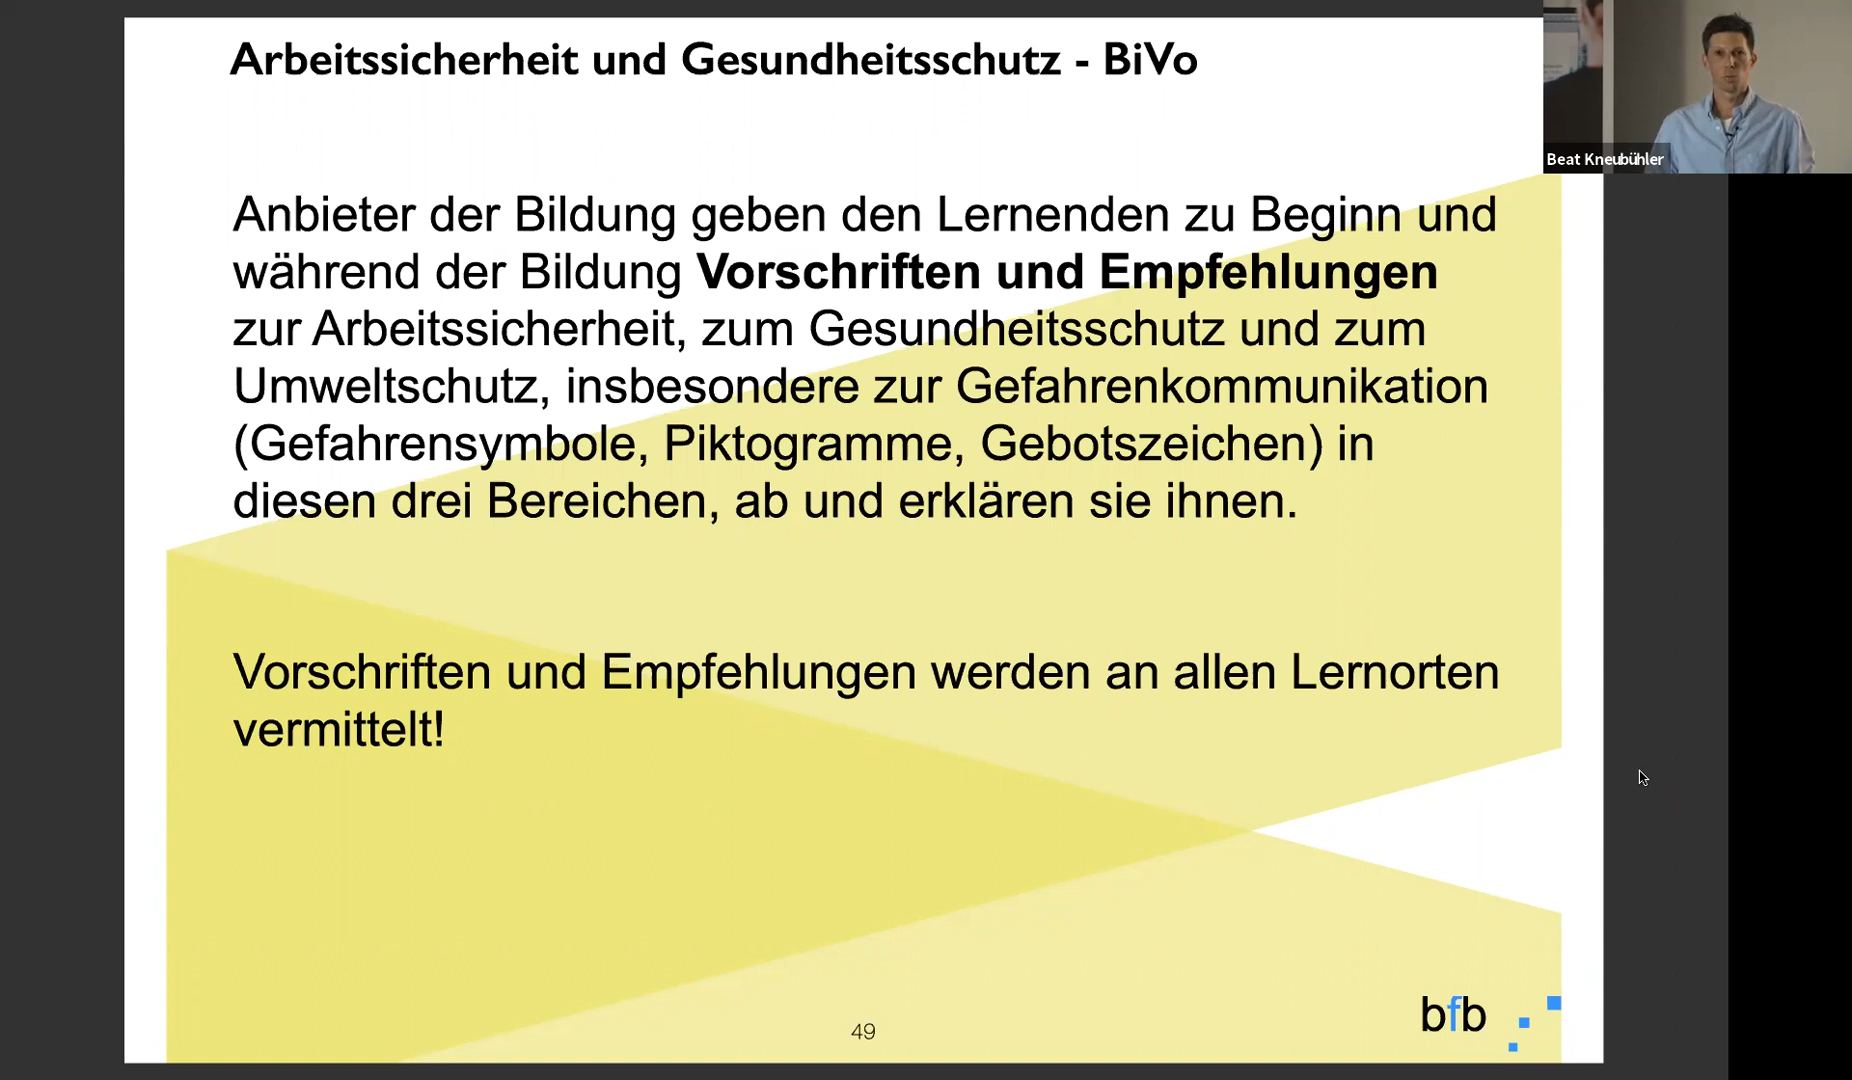 Arbeitssicherheit und Gesundheitsschutz - BiVo
Beat Kneubühler
Anbieter der Bildung geben den Lernenden zu Beginn und
während der Bildung Vorschriften und Empfehlungen
zur Arbeitssicherheit, zum Gesundheitsschutz und zum
Umweltschutz, insbesondere zur Gefahrenkommunikation
(Gefahrensymbole, Piktogramme, Gebotszeichen) in
diesen drei Bereichen, ab und erklären sie ihnen.
Vorschriften und Empfehlungen werden an allen Lernorten
vermittelt!
49
bfb